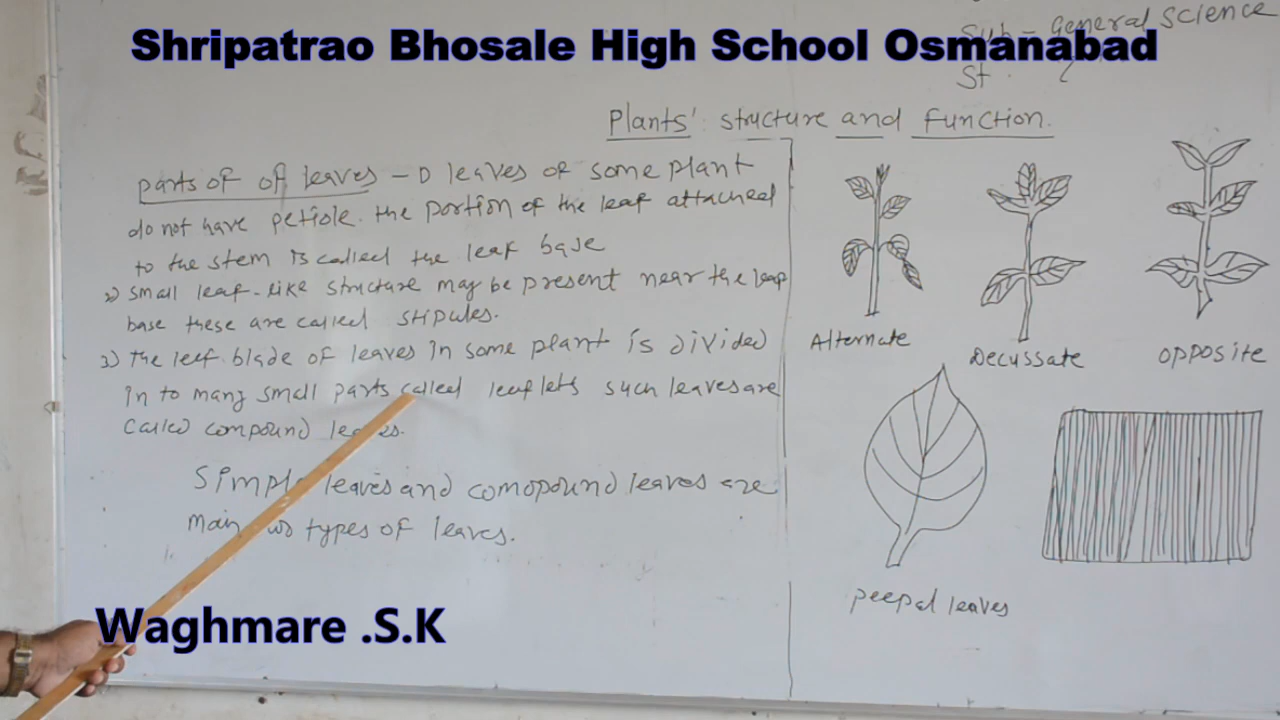 Sub - General Science
Shripatrao Bhosale High School Osmanabad
St.
Plants' structure and Function.
parts of of leaves - 1) leaves of some plant
do not have petiole. the portion of the leaf attached
to the stem is called the leaf base
2) small leaf-like structure may be present near the leaf
base these are called stipules.
3) the leef blade of leaves in some plant is divided
in to many small parts called leaflets such leaves are
called compound leaves.
Simple leaves and comopound leaves are
main two types of leaves.
Alternate
Decussate
opposite
peepal leaves
Waghmare .S.K